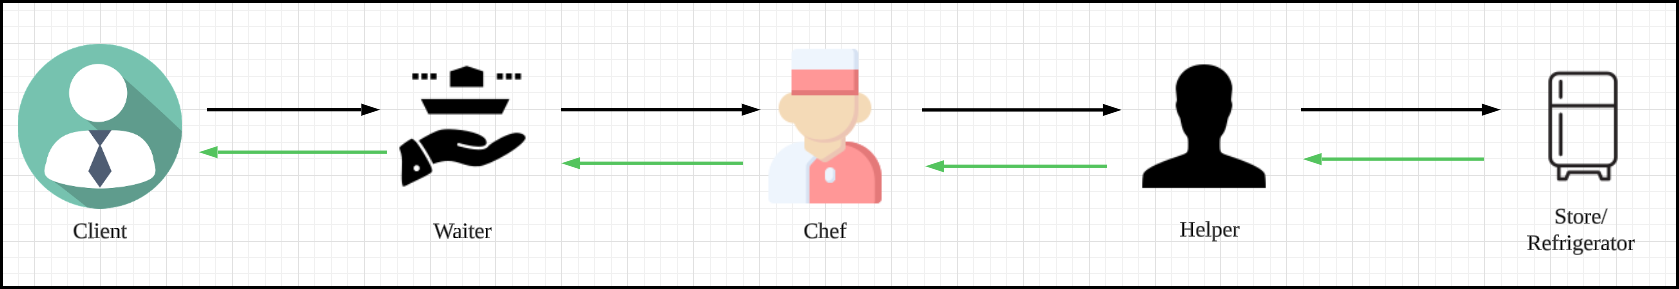 Client
Waiter
Chef
Helper
Store/
Refrigerator